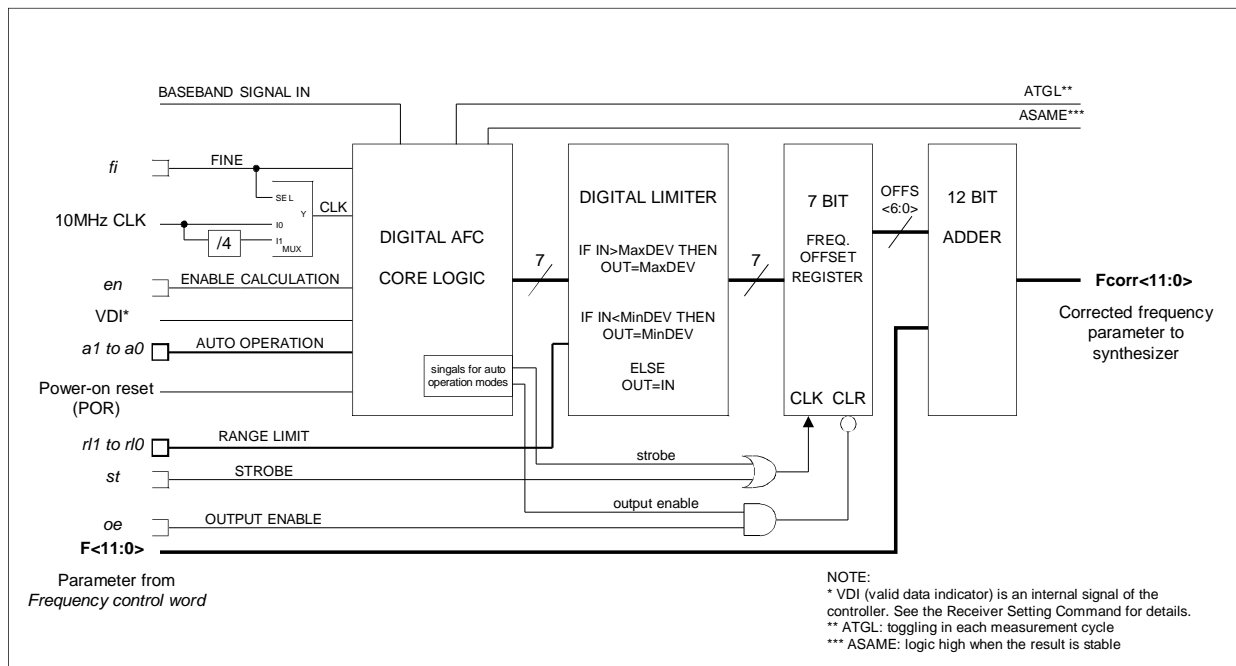 BASEBAND SIGNAL IN
ATGL**
ASAME***
fi
FINE
SEL
Y
CLK
10MHz CLK
I0
/4
I1
MUX
en
ENABLE CALCULATION
VDI*
a1 to a0
AUTO OPERATION
Power-on reset
(POR)
rl1 to rl0
RANGE LIMIT
st
STROBE
oe
OUTPUT ENABLE
F<11:0>
Parameter from
Frequency control word
DIGITAL AFC
CORE LOGIC
singals for auto
operation modes
7
DIGITAL LIMITER
IF IN>MaxDEV THEN
OUT=MaxDEV
IF IN<MinDEV THEN
OUT=MinDEV
ELSE
OUT=IN
7
strobe
output enable
7 BIT
FREQ.
OFFSET
REGISTER
CLK CLR
OFFS
<6:0>
12 BIT
ADDER
Fcorr<11:0>
Corrected frequency
parameter to
synthesizer
NOTE:
* VDI (valid data indicator) is an internal signal of the
controller. See the Receiver Setting Command for details.
** ATGL: toggling in each measurement cycle
*** ASAME: logic high when the result is stable